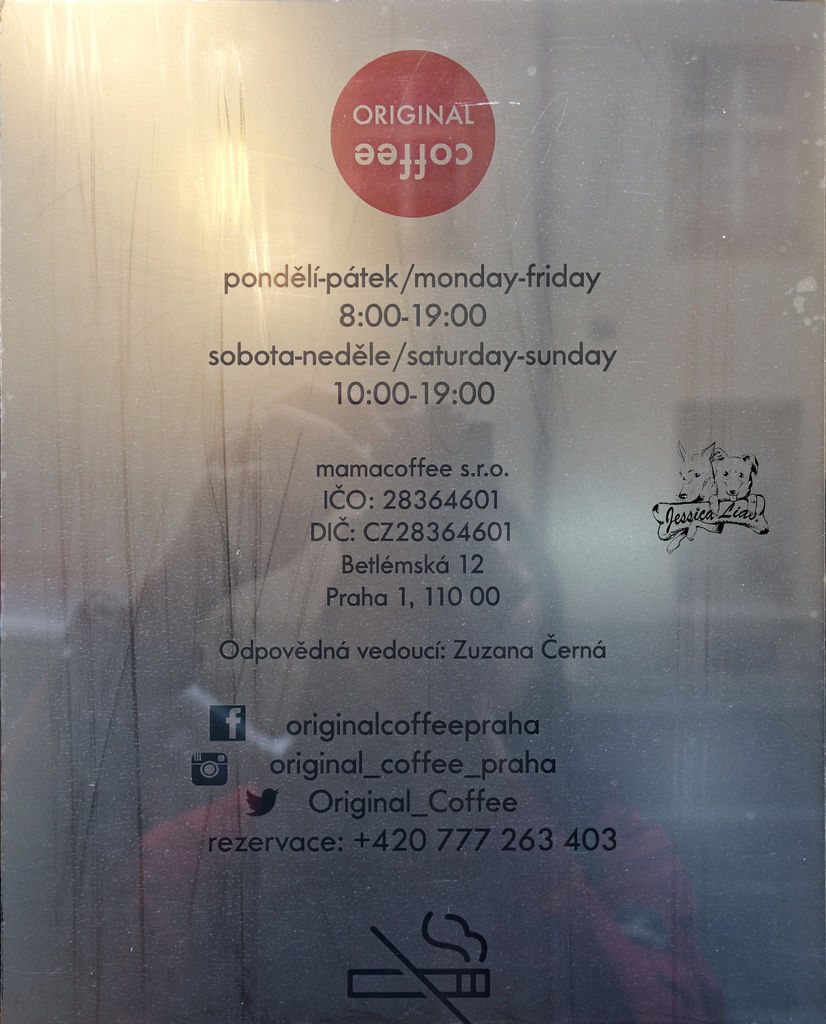 ORIGINAL
coffee
pondělí-pátek/monday-friday
8:00-19:00
sobota-neděle/saturday-sunday
10:00-19:00
mamacoffee s.r.o.
IČO: 28364601
DIČ: CZ28364601
Betlémská 12
Praha 1, 110 00
Jessica Liao
Odpovědná vedoucí: Zuzana Černá
originalcoffeepraha
original_coffee_praha
Original_Coffee
rezervace: +420 777 263 403